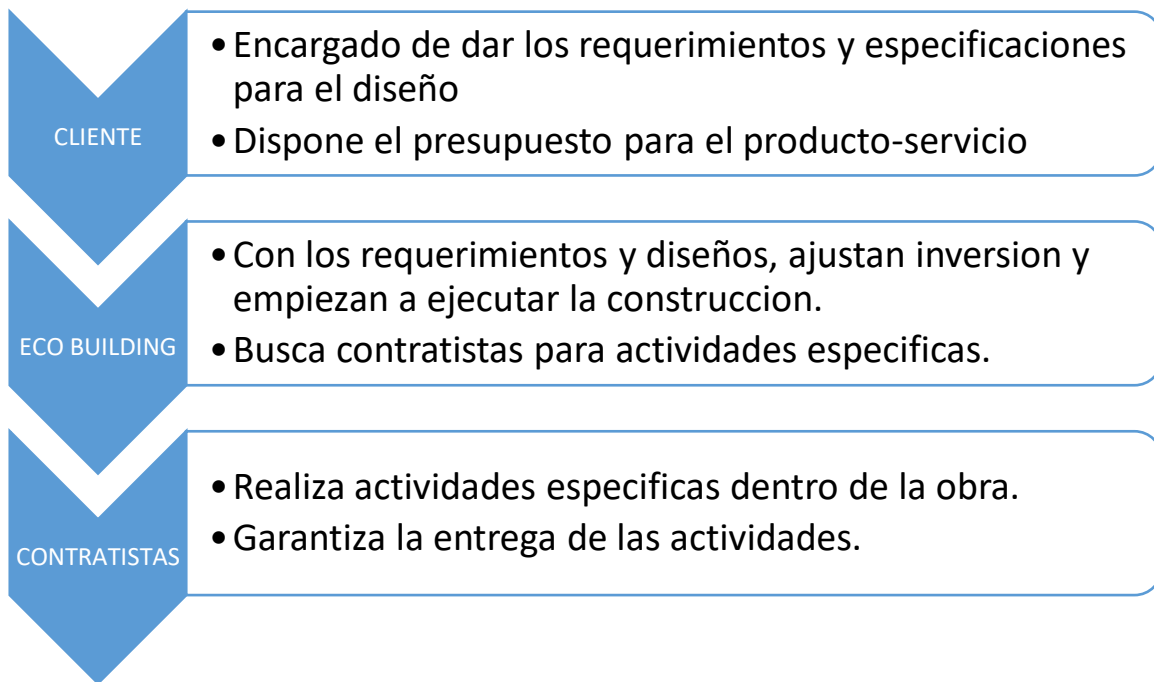 CLIENTE
• Encargado de dar los requerimientos y especificaciones
para el diseño
• Dispone el presupuesto para el producto-servicio
ECO BUILDING
• Con los requerimientos y diseños, ajustan inversion y
empiezan a ejecutar la construccion.
• Busca contratistas para actividades especificas.
CONTRATISTAS
• Realiza actividades especificas dentro de la obra.
• Garantiza la entrega de las actividades.